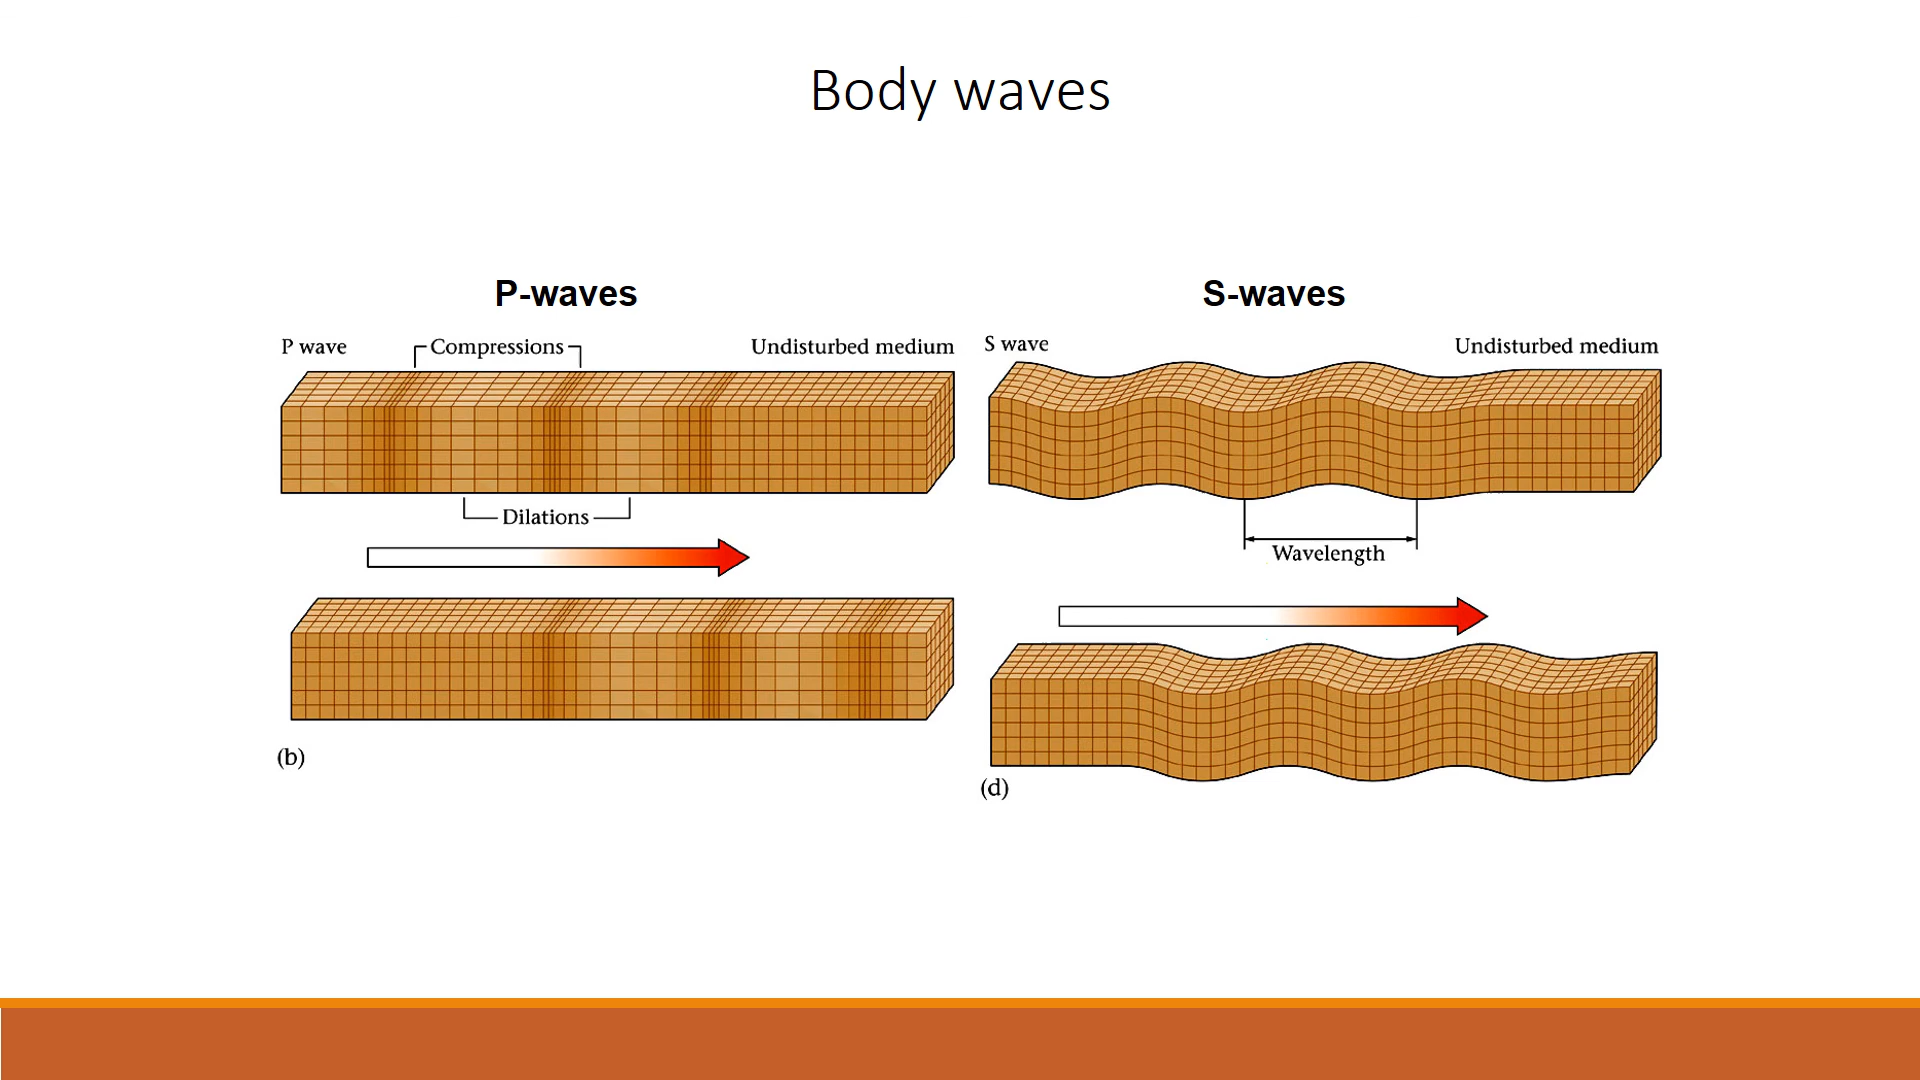 Body waves
P-waves
P wave
Compressions
Undisturbed medium
Dilations
(b)
S-waves
S wave
Undisturbed medium
Wavelength
(d)